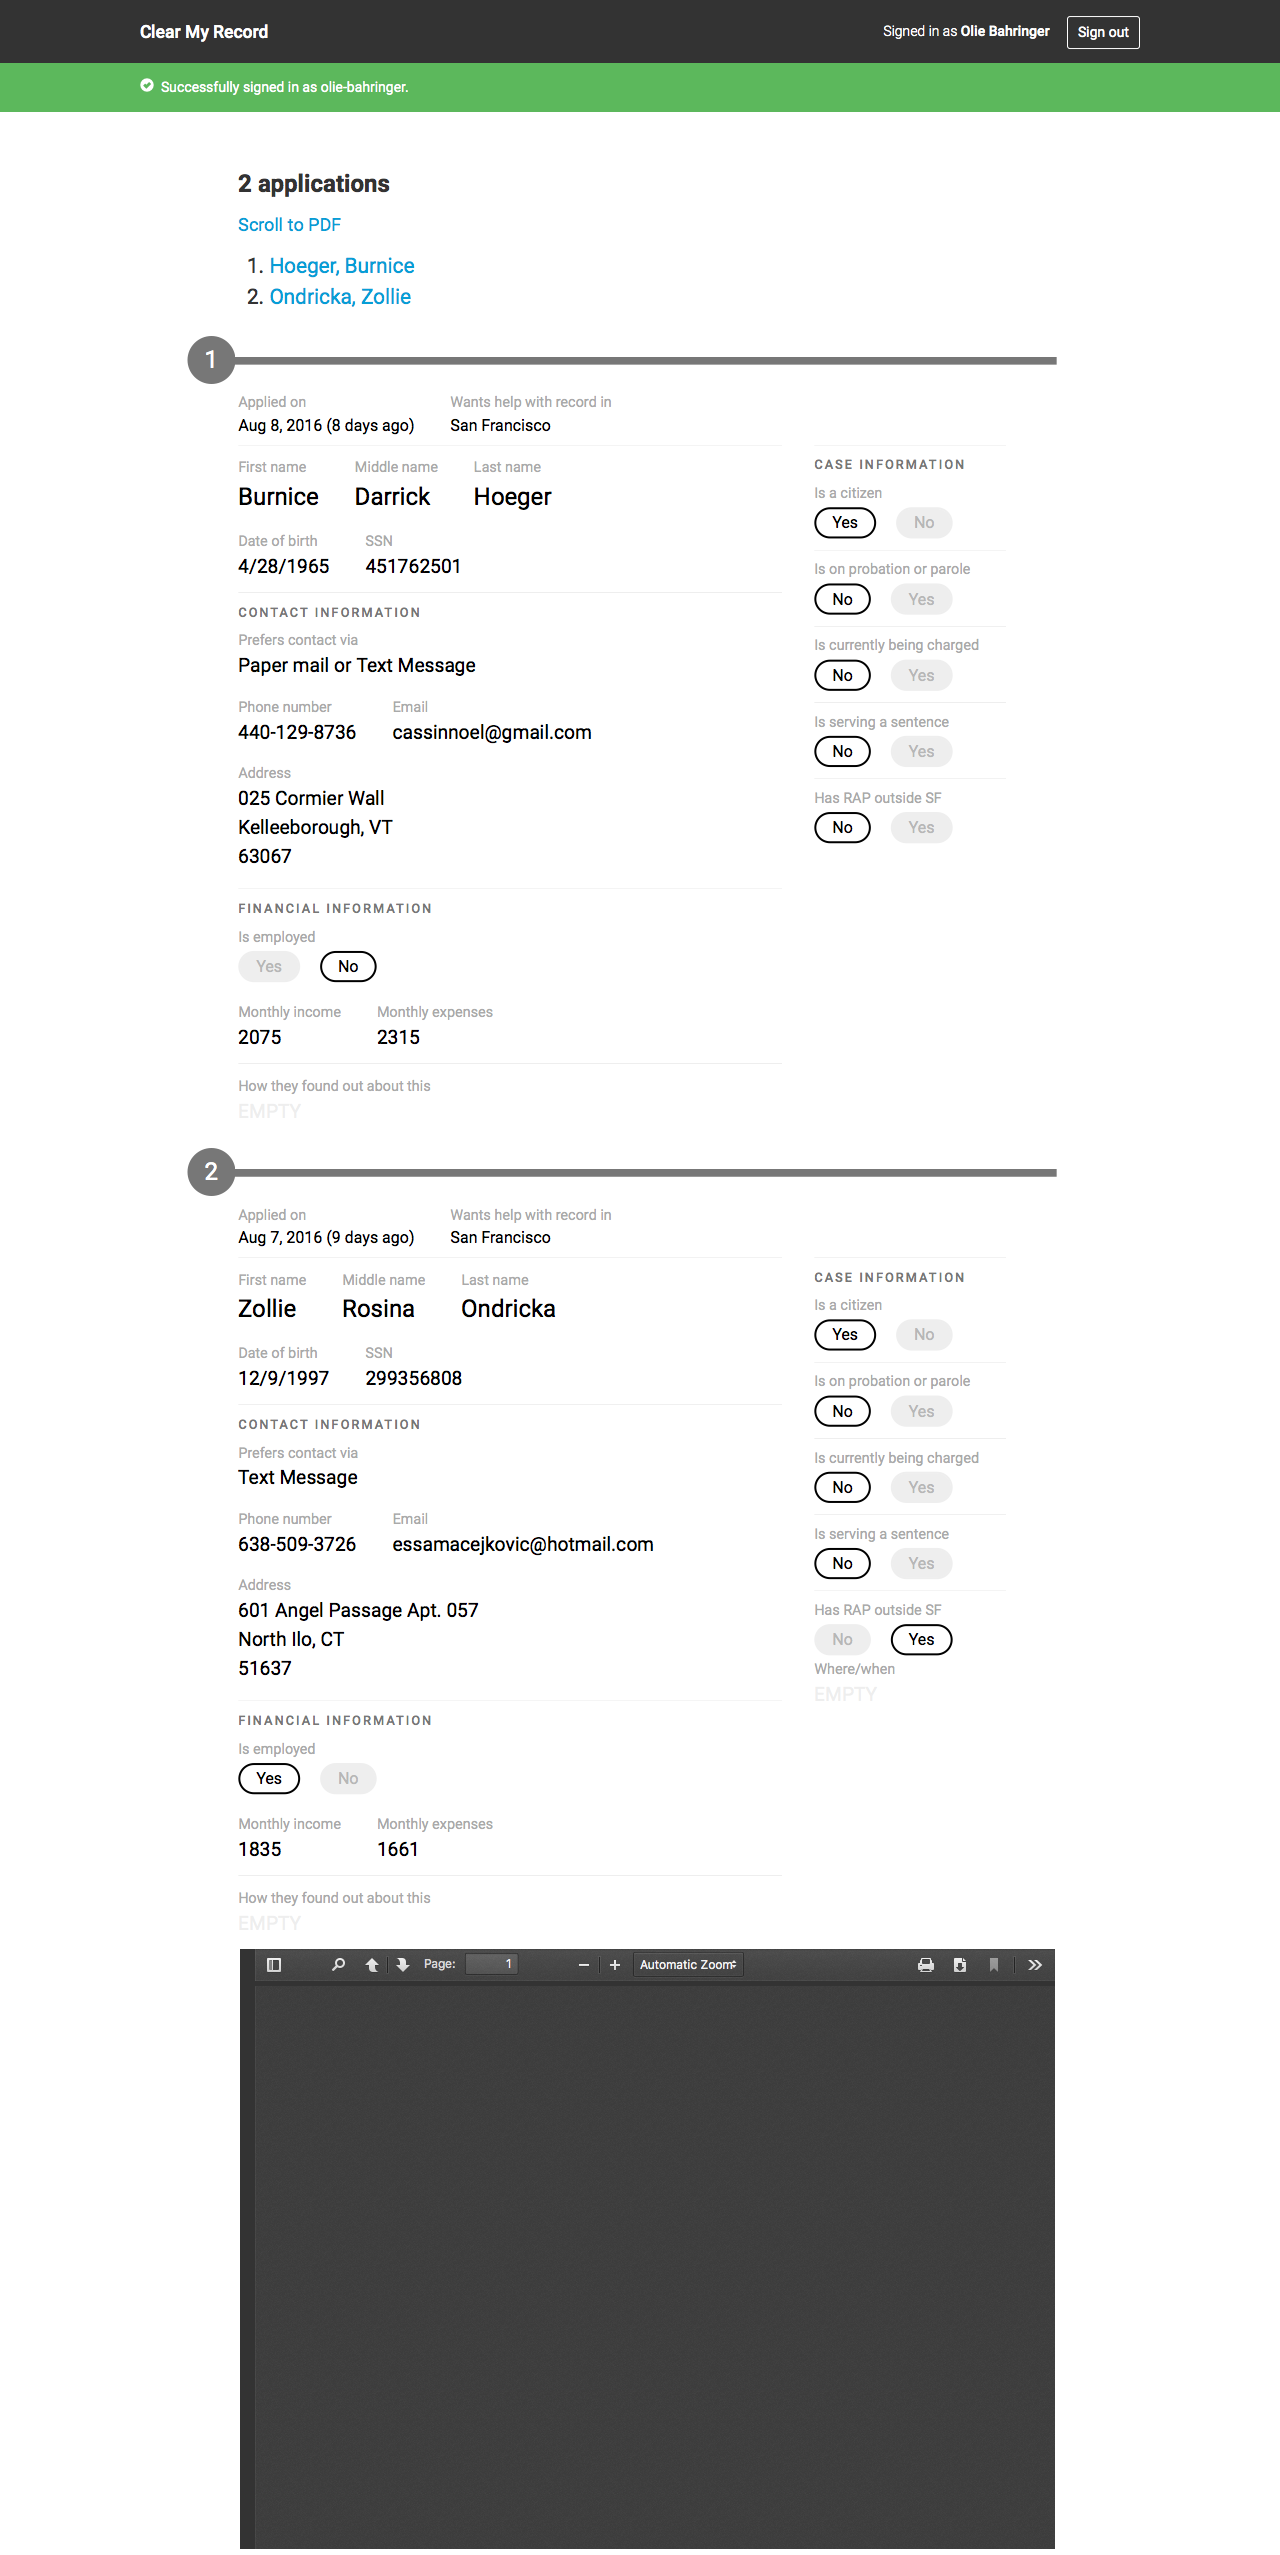 Clear My Record
Signed in as Olie Bahringer
Sign out
Successfully signed in as olie-bahringer.
2 applications
Scroll to PDF
1. Hoeger, Burnice
2. Ondricka, Zollie
1
Applied on
Aug 8, 2016 (8 days ago)
Wants help with record in
San Francisco
First name
Burnice
Middle name
Darrick
Last name
Hoeger
Date of birth
4/28/1965
SSN
451762501
CONTACT INFORMATION
Prefers contact via
Paper mail or Text Message
Phone number
440-129-8736
Email
cassinnoel@gmail.com
Address
025 Cormier Wall
Kelleeborough, VT
63067
FINANCIAL INFORMATION
Is employed
Yes No
Monthly income
2075
Monthly expenses
2315
How they found out about this
EMPTY
CASE INFORMATION
Is a citizen
Yes No
Is on probation or parole
No Yes
Is currently being charged
No Yes
Is serving a sentence
No Yes
Has RAP outside SF
No Yes
2
Applied on
Aug 7, 2016 (9 days ago)
Wants help with record in
San Francisco
First name
Zollie
Middle name
Rosina
Last name
Ondricka
Date of birth
12/9/1997
SSN
299356808
CONTACT INFORMATION
Prefers contact via
Text Message
Phone number
638-509-3726
Email
essamacejkovic@hotmail.com
Address
601 Angel Passage Apt. 057
North Ilo, CT
51637
FINANCIAL INFORMATION
Is employed
Yes No
Monthly income
1835
Monthly expenses
1661
How they found out about this
EMPTY
CASE INFORMATION
Is a citizen
Yes No
Is on probation or parole
No Yes
Is currently being charged
No Yes
Is serving a sentence
No Yes
Has RAP outside SF
No Yes
Where/when
EMPTY
Page: 1
Automatic Zoom